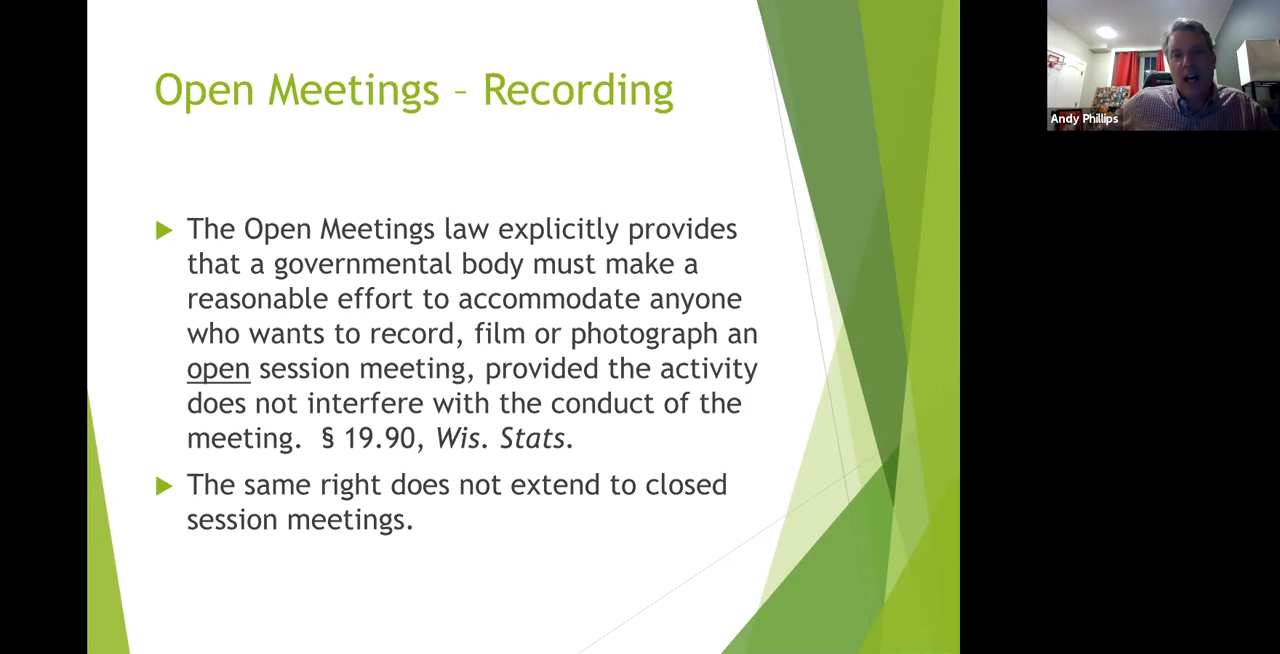 Open Meetings – Recording
The Open Meetings law explicitly provides
that a governmental body must make a
reasonable effort to accommodate anyone
who wants to record, film or photograph an
open session meeting, provided the activity
does not interfere with the conduct of the
meeting.  § 19.90, Wis. Stats.
The same right does not extend to closed
session meetings.
Andy Phillips